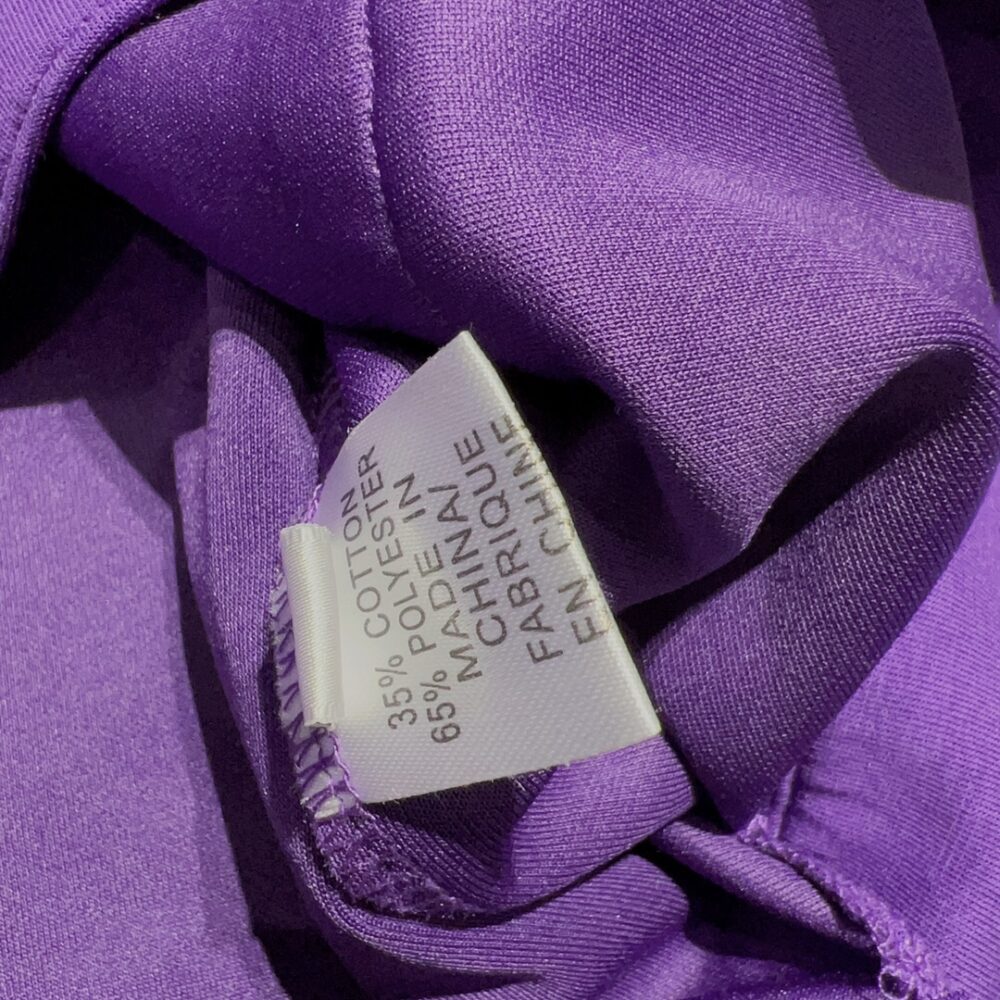 35% COTTON
65% POLYESTER
MADE IN
CHINA/
FABRIQUE
EN CHINE